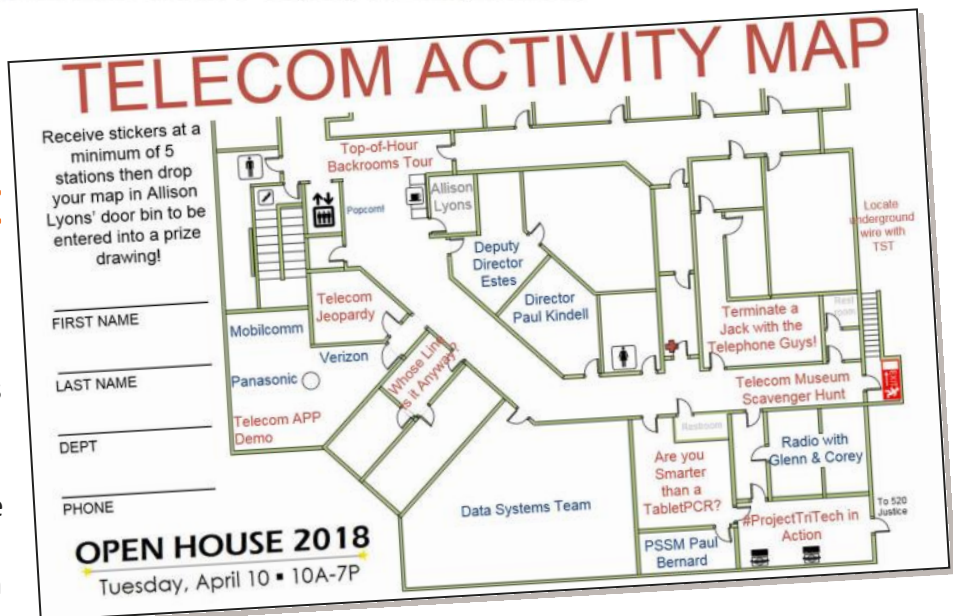 TELECOM ACTIVITY MAP
Receive stickers at a
minimum of 5
stations then drop
your map in Allison
Lyons' door bin to be
entered into a prize
drawing!
FIRST NAME
LAST NAME
DEPT
PHONE
OPEN HOUSE 2018
Tuesday, April 10 ▪ 10A-7P
Top-of-Hour
Backrooms Tour
Popcorn!
Allison
Lyons
Deputy
Director
Estes
Director
Paul Kindell
Locate
underground
wire with
TST
Telecom
Jeopardy
Mobilcomm
Verizon
Panasonic
Telecom APP
Demo
Whose Line
is it Anyway?
Terminate a
Jack with the
Telephone Guys!
Rest
room
Telecom Museum
Scavenger Hunt
EXIT
Restroom
Are you
Smarter
than a
TabletPCR?
Radio with
Glenn & Corey
Data Systems Team
#ProjectTriTech in
Action
PSSM Paul
Bernard
To 520
Justice